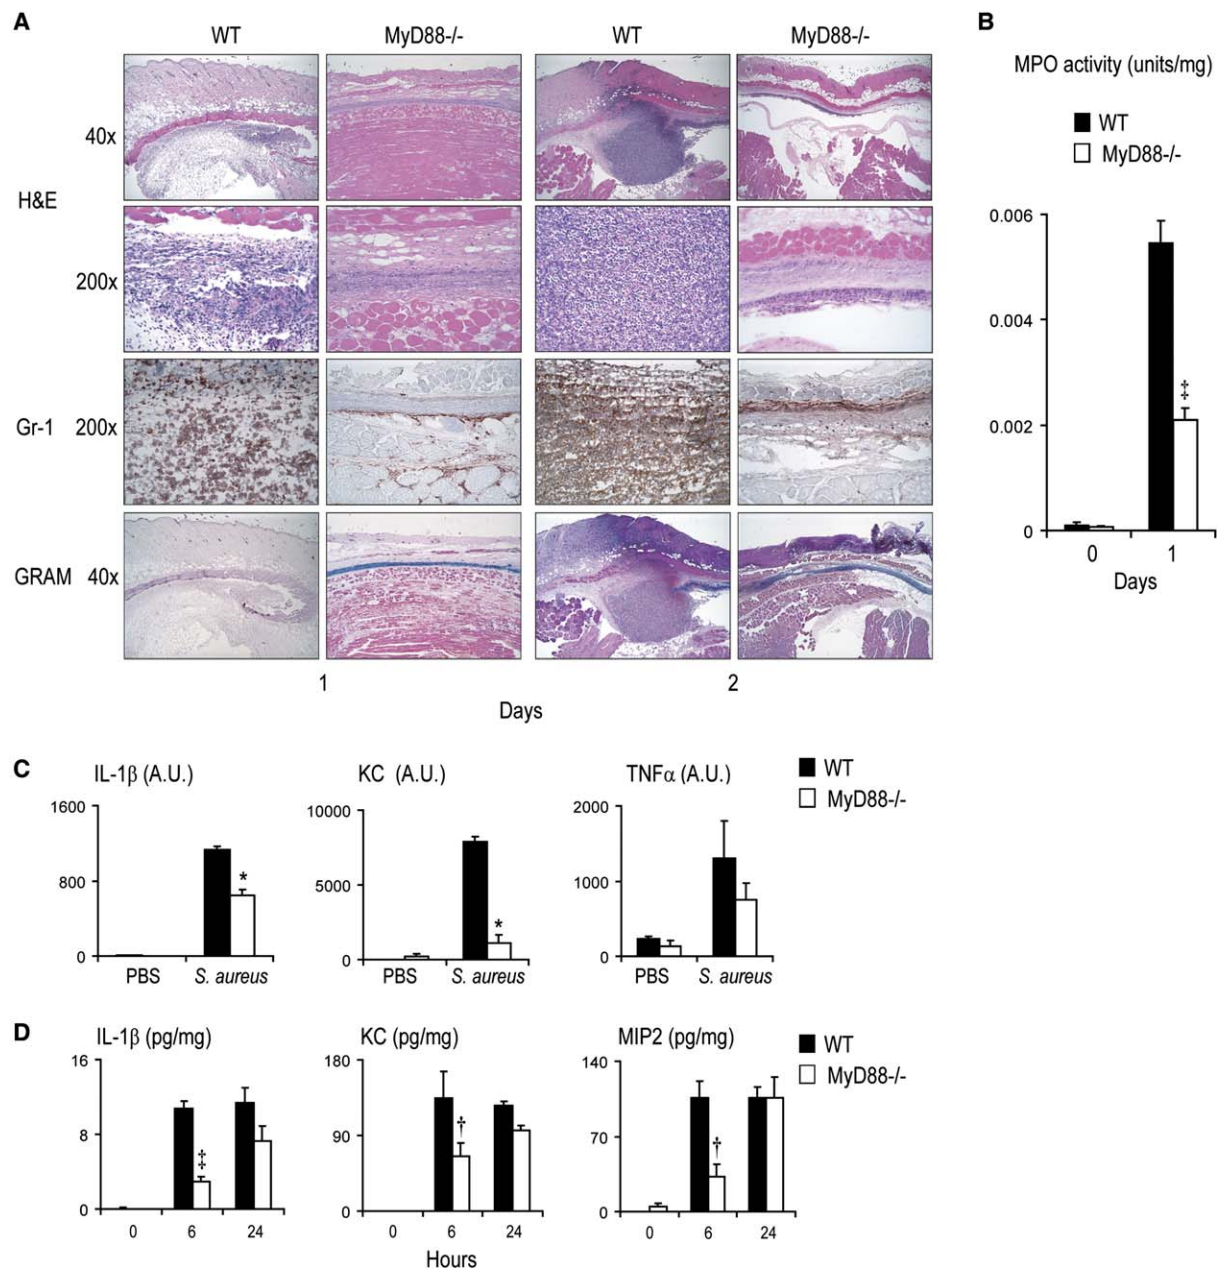 A
WT MyD88-/- WT MyD88-/-
40x
H&E
200x
Gr-1 200x
GRAM 40x
1 2
Days
B
MPO activity (units/mg)
WT
MyD88-/-
0.006
0.004
‡
0.002
0
0 1
Days
C
IL-1β (A.U.) KC (A.U.) TNFα (A.U.)
WT
MyD88-/-
1600 10000 2000
800 * 5000 * 1000
0 0 0
PBS S. aureus PBS S. aureus PBS S. aureus
D
IL-1β (pg/mg) KC (pg/mg) MIP2 (pg/mg)
WT
MyD88-/-
16 180 140
8 ‡ 90 † 70 †
0 0 0
0 6 24 0 6 24 0 6 24
Hours